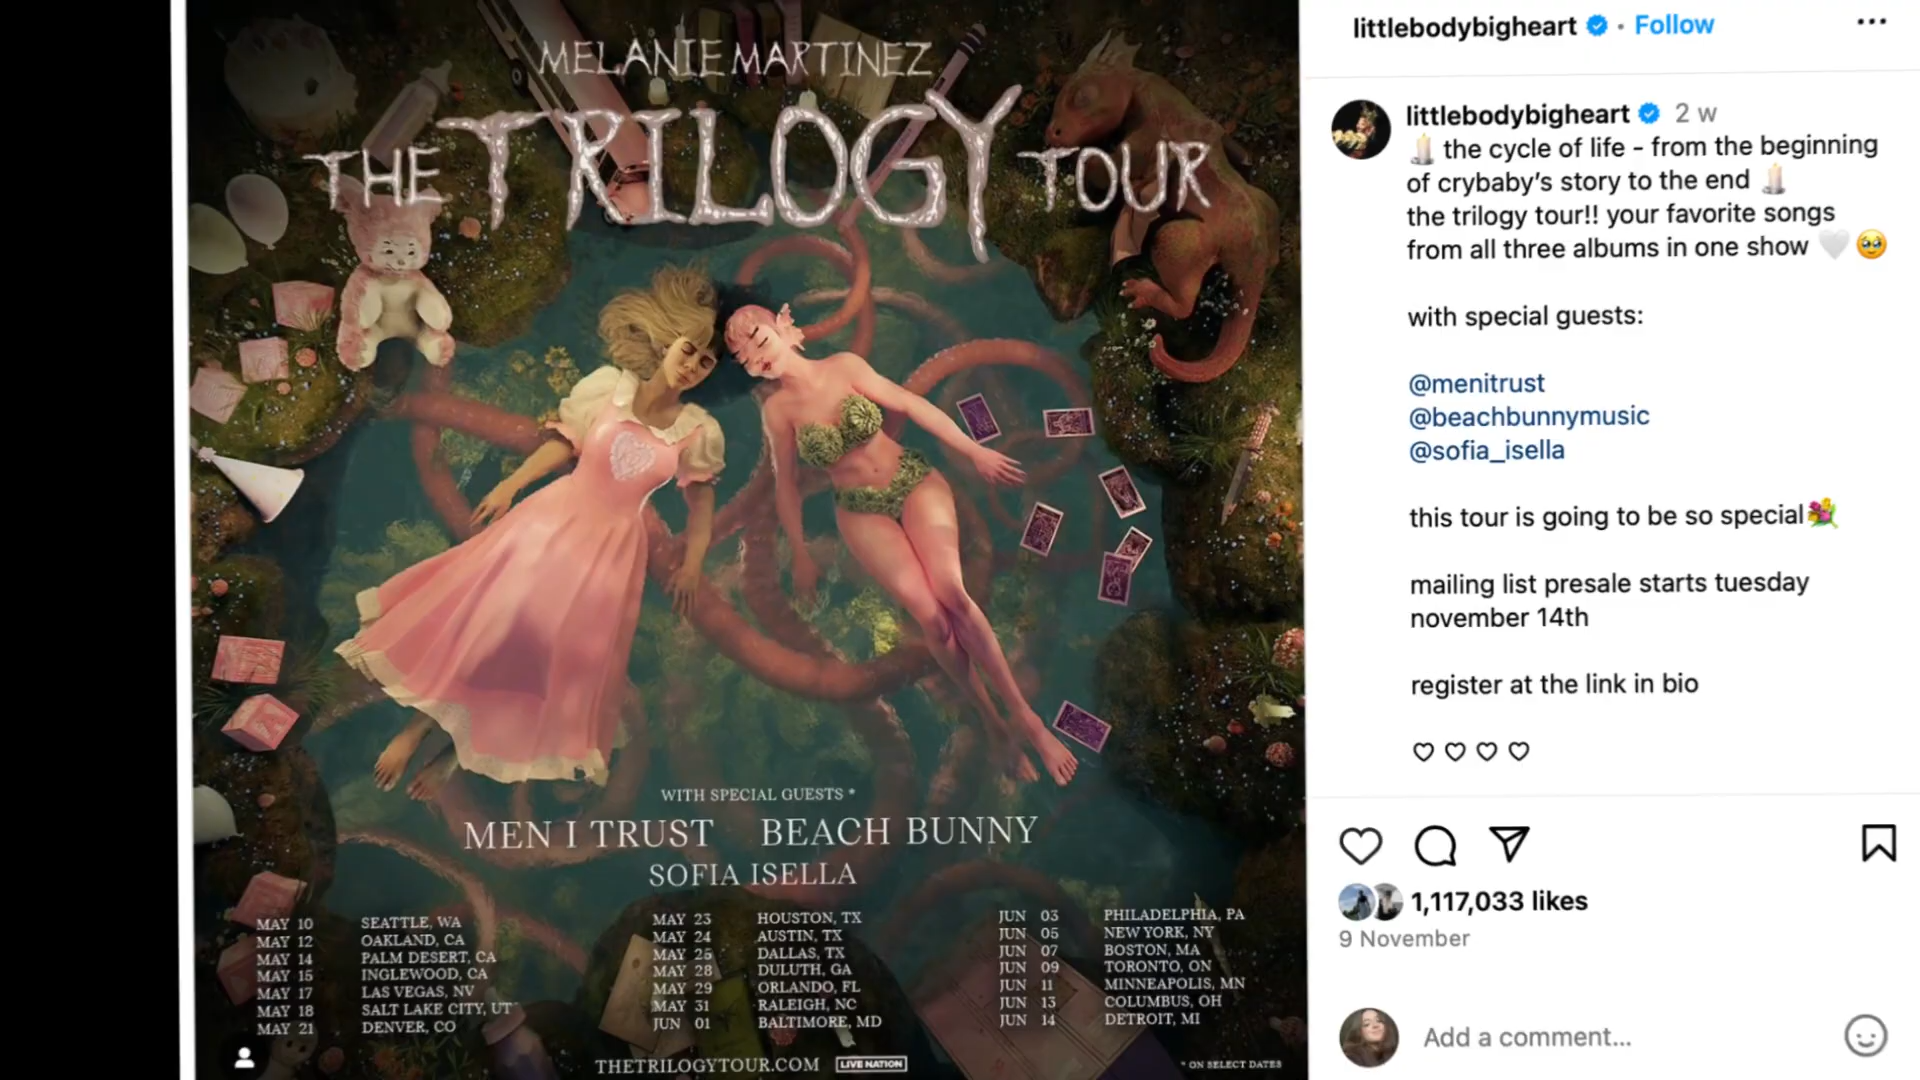 MELANIE MARTINEZ
THE TRILOGY TOUR
WITH SPECIAL GUESTS *
MEN I TRUST BEACH BUNNY
SOFIA ISELLA
MAY 10 SEATTLE, WA
MAY 12 OAKLAND, CA
MAY 14 PALM DESERT, CA
MAY 15 INGLEWOOD, CA
MAY 17 LAS VEGAS, NV
MAY 18 SALT LAKE CITY, UT
MAY 21 DENVER, CO
MAY 23 HOUSTON, TX
MAY 24 AUSTIN, TX
MAY 25 DALLAS, TX
MAY 28 DULUTH, GA
MAY 29 ORLANDO, FL
MAY 31 RALEIGH, NC
JUN 01 BALTIMORE, MD
JUN 03 PHILADELPHIA, PA
JUN 05 NEW YORK, NY
JUN 07 BOSTON, MA
JUN 09 TORONTO, ON
JUN 11 MINNEAPOLIS, MN
JUN 13 COLUMBUS, OH
JUN 14 DETROIT, MI
THETRILOGYTOUR.COM LIVE NATION
* ON SELECT DATES
littlebodybigheart • Follow
littlebodybigheart 2 w
🕯️ the cycle of life - from the beginning
of crybaby’s story to the end 🕯️
the trilogy tour!! your favorite songs
from all three albums in one show 🤍🥹
with special guests:
@menitrust
@beachbunnymusic
@sofia_isella
this tour is going to be so special💐
mailing list presale starts tuesday
november 14th
register at the link in bio
♡ ♡ ♡ ♡
1,117,033 likes
9 November
Add a comment...